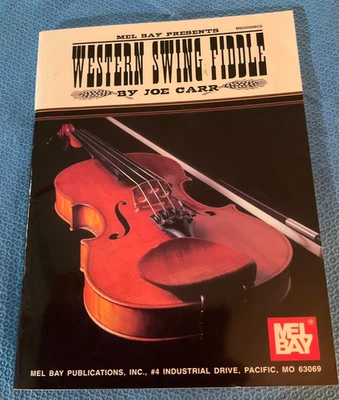 MEL BAY PRESENTS
WESTERN SWING FIDDLE
BY JOE CARR
MEL
BAY
MEL BAY PUBLICATIONS, INC., #4 INDUSTRIAL DRIVE, PACIFIC, MO 63069